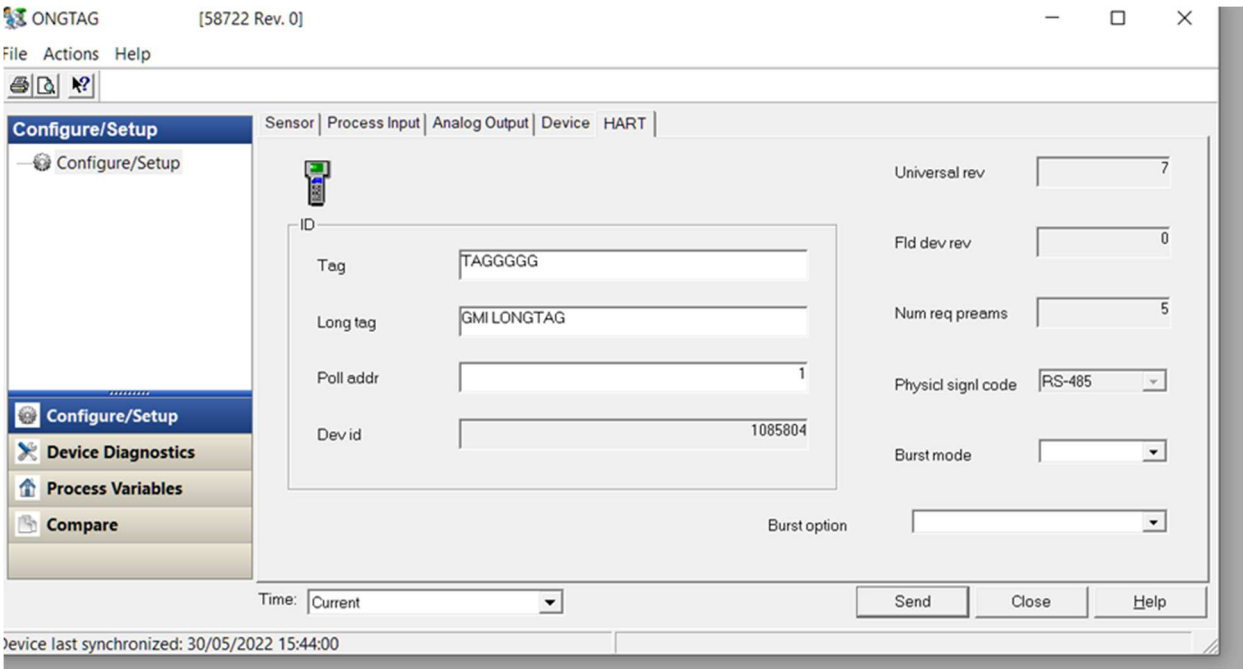 ONGTAG [58722 Rev. 0]
File Actions Help
Configure/Setup
Configure/Setup
Configure/Setup
Device Diagnostics
Process Variables
Compare
Sensor Process Input Analog Output Device HART
ID
Tag TAGGGGG
Long tag GMI LONGTAG
Poll addr 1
Dev id 1085804
Universal rev 7
Fld dev rev 0
Num req preams 5
Physicl signl code RS-485
Burst mode
Burst option
Time: Current
Send Close Help
Device last synchronized: 30/05/2022 15:44:00